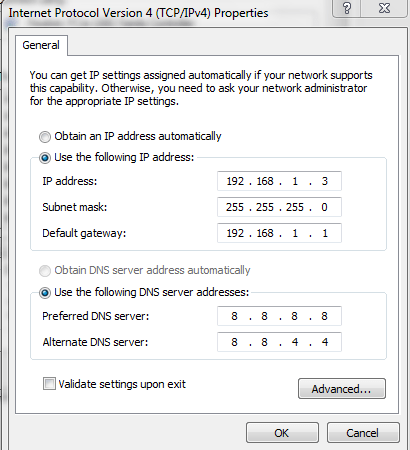 Internet Protocol Version 4 (TCP/IPv4) Properties
General
You can get IP settings assigned automatically if your network supports
this capability. Otherwise, you need to ask your network administrator
for the appropriate IP settings.
Obtain an IP address automatically
Use the following IP address:
IP address: 192 . 168 . 1 . 3
Subnet mask: 255 . 255 . 255 . 0
Default gateway: 192 . 168 . 1 . 1
Obtain DNS server address automatically
Use the following DNS server addresses:
Preferred DNS server: 8 . 8 . 8 . 8
Alternate DNS server: 8 . 8 . 4 . 4
Validate settings upon exit
Advanced...
OK Cancel